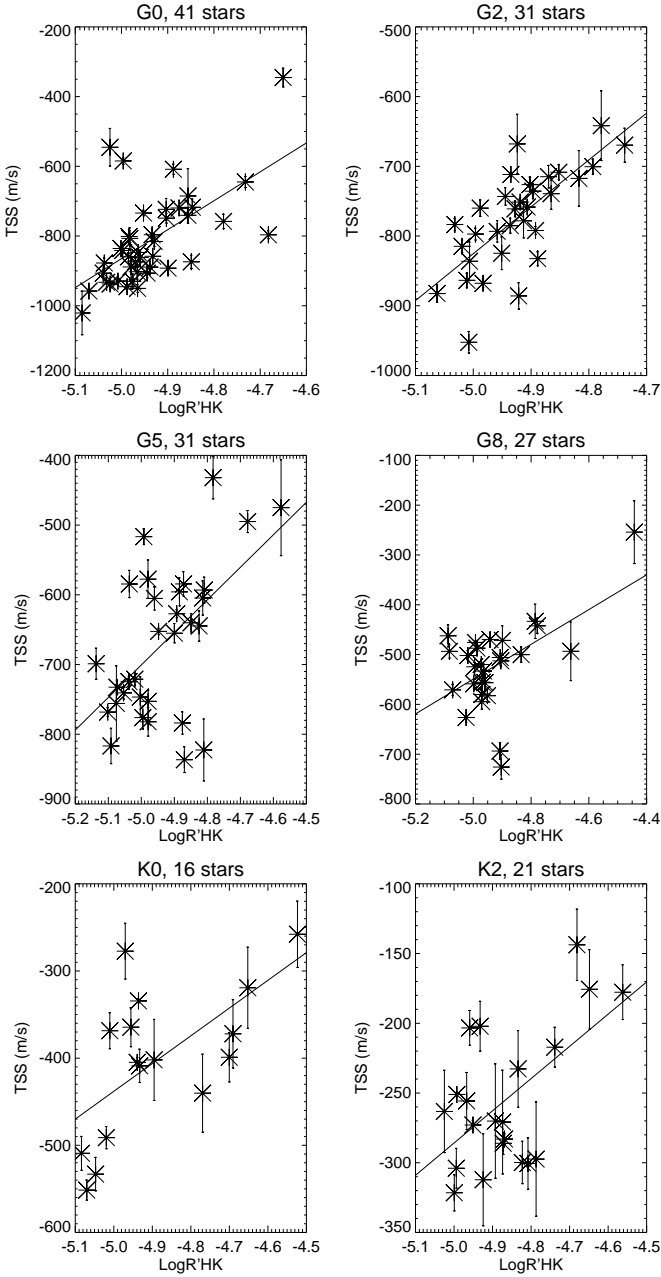 G0, 41 stars
-200
-400
-600
-800
-1000
-1200
TSS (m/s)
-5.1 -5.0 -4.9 -4.8 -4.7 -4.6
LogR'HK
G2, 31 stars
-500
-600
-700
-800
-900
-1000
TSS (m/s)
-5.1 -5.0 -4.9 -4.8 -4.7
LogR'HK
G5, 31 stars
-400
-500
-600
-700
-800
-900
TSS (m/s)
-5.2 -5.1 -5.0 -4.9 -4.8 -4.7 -4.6 -4.5
LogR'HK
G8, 27 stars
-100
-200
-300
-400
-500
-600
-700
-800
TSS (m/s)
-5.2 -5.0 -4.8 -4.6 -4.4
LogR'HK
K0, 16 stars
-200
-300
-400
-500
-600
TSS (m/s)
-5.1 -5.0 -4.9 -4.8 -4.7 -4.6 -4.5
LogR'HK
K2, 21 stars
-100
-150
-200
-250
-300
-350
TSS (m/s)
-5.1 -5.0 -4.9 -4.8 -4.7 -4.6 -4.5
LogR'HK